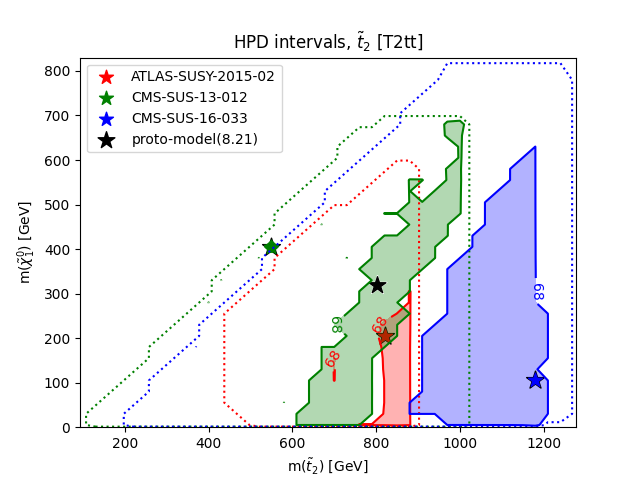 HPD intervals, t̃₂ [T2tt]
ATLAS-SUSY-2015-02
CMS-SUS-13-012
CMS-SUS-16-033
proto-model(8.21)
800
700
600
500
400
300
200
100
0
m(χ̃₁⁰) [GeV]
68
68
68
68
200
400
600
800
1000
1200
m(t̃₂) [GeV]